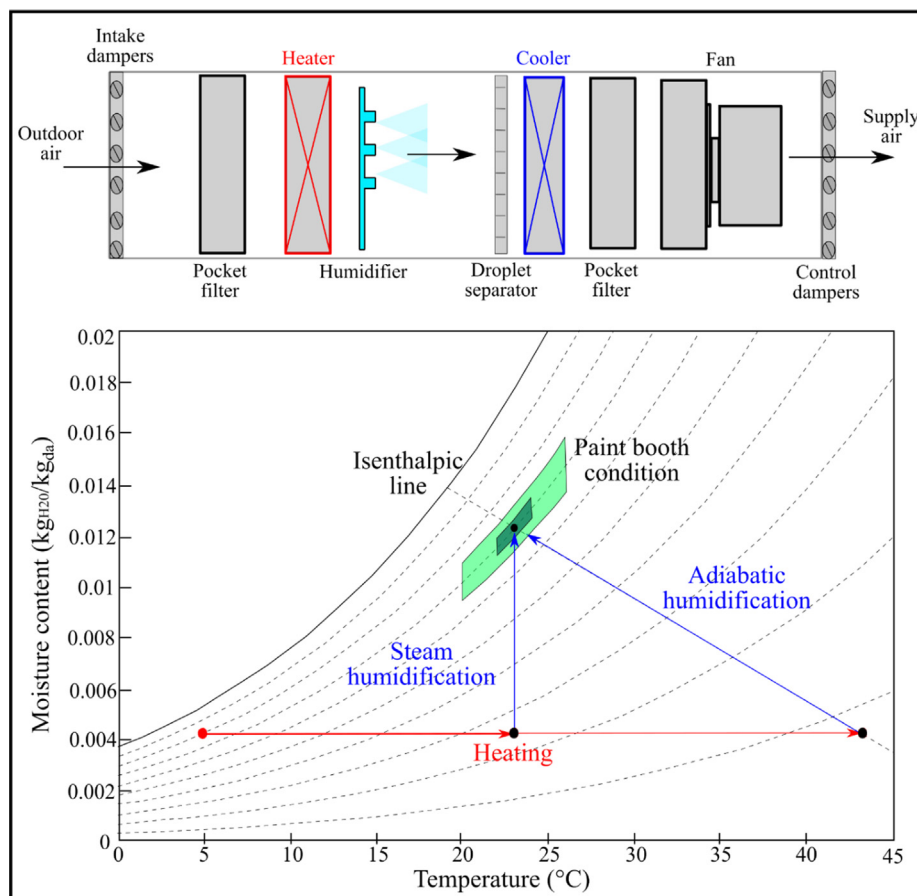 Intake
dampers
Heater
Cooler
Fan
Outdoor
air
Supply
air
Pocket
filter
Humidifier
Droplet
separator
Pocket
filter
Control
dampers
Moisture content (kgH20/kgda)
0.02
0.018
0.016
0.014
0.012
0.01
0.008
0.006
0.004
0.002
0
Isenthalpic
line
Paint booth
condition
Adiabatic
humidification
Steam
humidification
Heating
0 5 10 15 20 25 30 35 40 45
Temperature (°C)